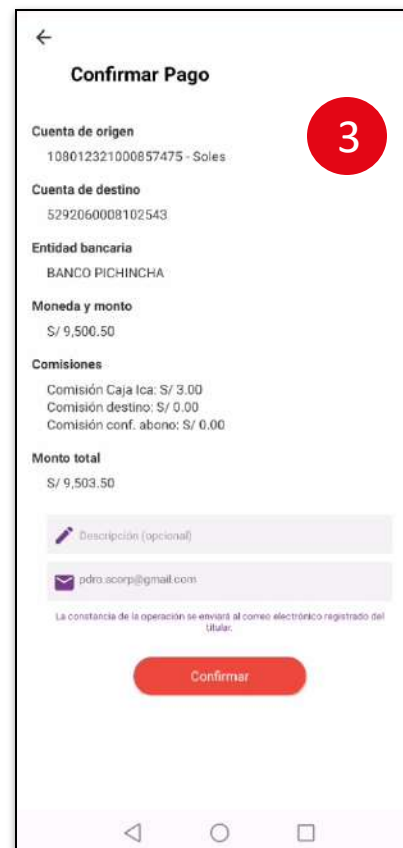 Confirmar Pago
3
Cuenta de origen
108012321000857475 - Soles
Cuenta de destino
5292060008102543
Entidad bancaria
BANCO PICHINCHA
Moneda y monto
S/ 9,500.50
Comisiones
Comisión Caja Ica: S/ 3.00
Comisión destino: S/ 0.00
Comisión conf. abono: S/ 0.00
Monto total
S/ 9,503.50
Descripción (opcional)
pdro.scorp@gmail.com
La constancia de la operación se enviará al correo electrónico registrado del
titular.
Confirmar